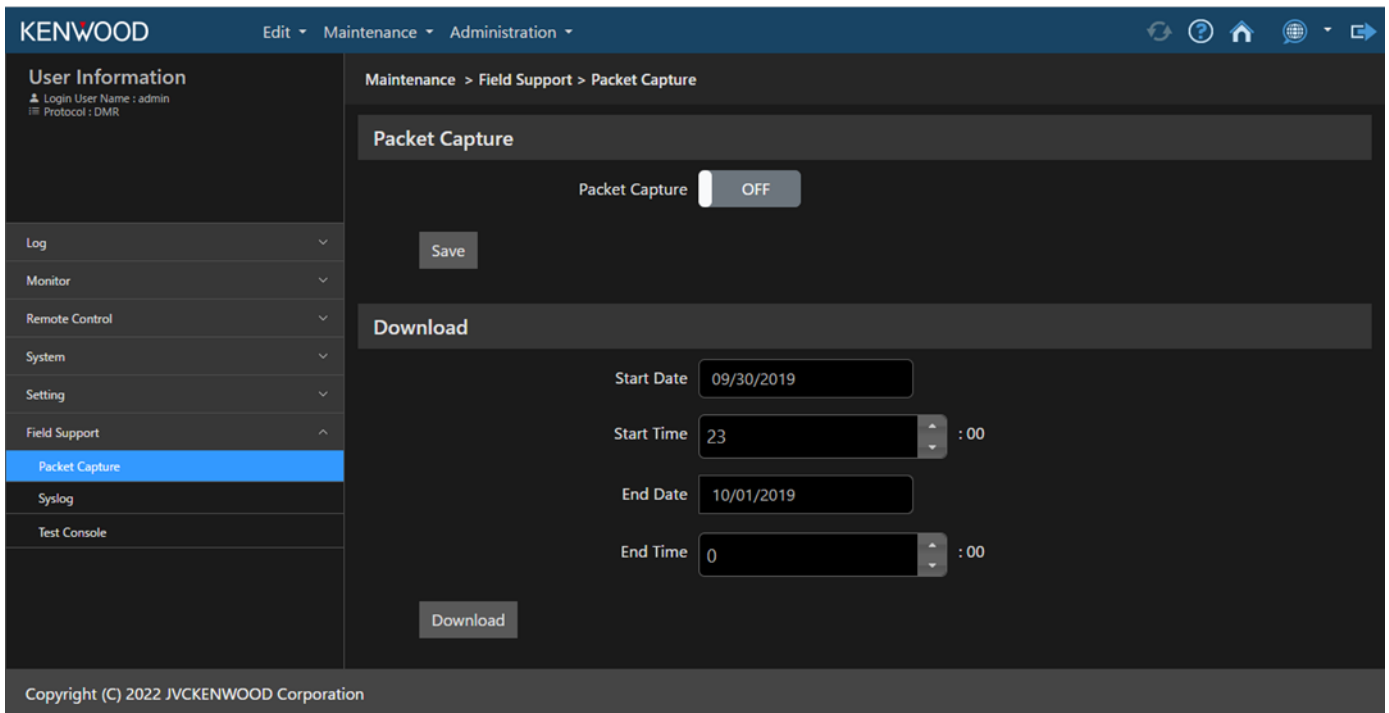 KENWOOD Edit Maintenance Administration
User Information
Login User Name : admin
Protocol : DMR
Log
Monitor
Remote Control
System
Setting
Field Support
Packet Capture
Syslog
Test Console
Maintenance > Field Support > Packet Capture
Packet Capture
Packet Capture OFF
Save
Download
Start Date 09/30/2019
Start Time 23 : 00
End Date 10/01/2019
End Time 0 : 00
Download
Copyright (C) 2022 JVCKENWOOD Corporation